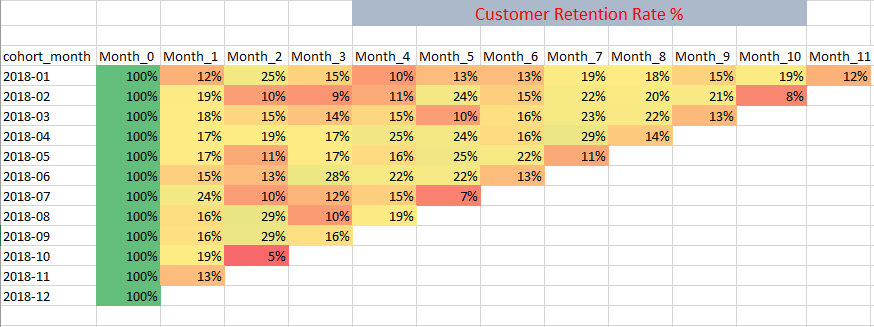 Customer Retention Rate %
cohort_month Month_0 Month_1 Month_2 Month_3 Month_4 Month_5 Month_6 Month_7 Month_8 Month_9 Month_10 Month_11
2018-01 100% 12% 25% 15% 10% 13% 13% 19% 18% 15% 19% 12%
2018-02 100% 19% 10% 9% 11% 24% 15% 22% 20% 21% 8%
2018-03 100% 18% 15% 14% 15% 10% 16% 23% 22% 13%
2018-04 100% 17% 19% 17% 25% 24% 16% 29% 14%
2018-05 100% 17% 11% 17% 16% 25% 22% 11%
2018-06 100% 15% 13% 28% 22% 22% 13%
2018-07 100% 24% 10% 12% 15% 7%
2018-08 100% 16% 29% 10% 19%
2018-09 100% 16% 29% 16%
2018-10 100% 19% 5%
2018-11 100% 13%
2018-12 100%